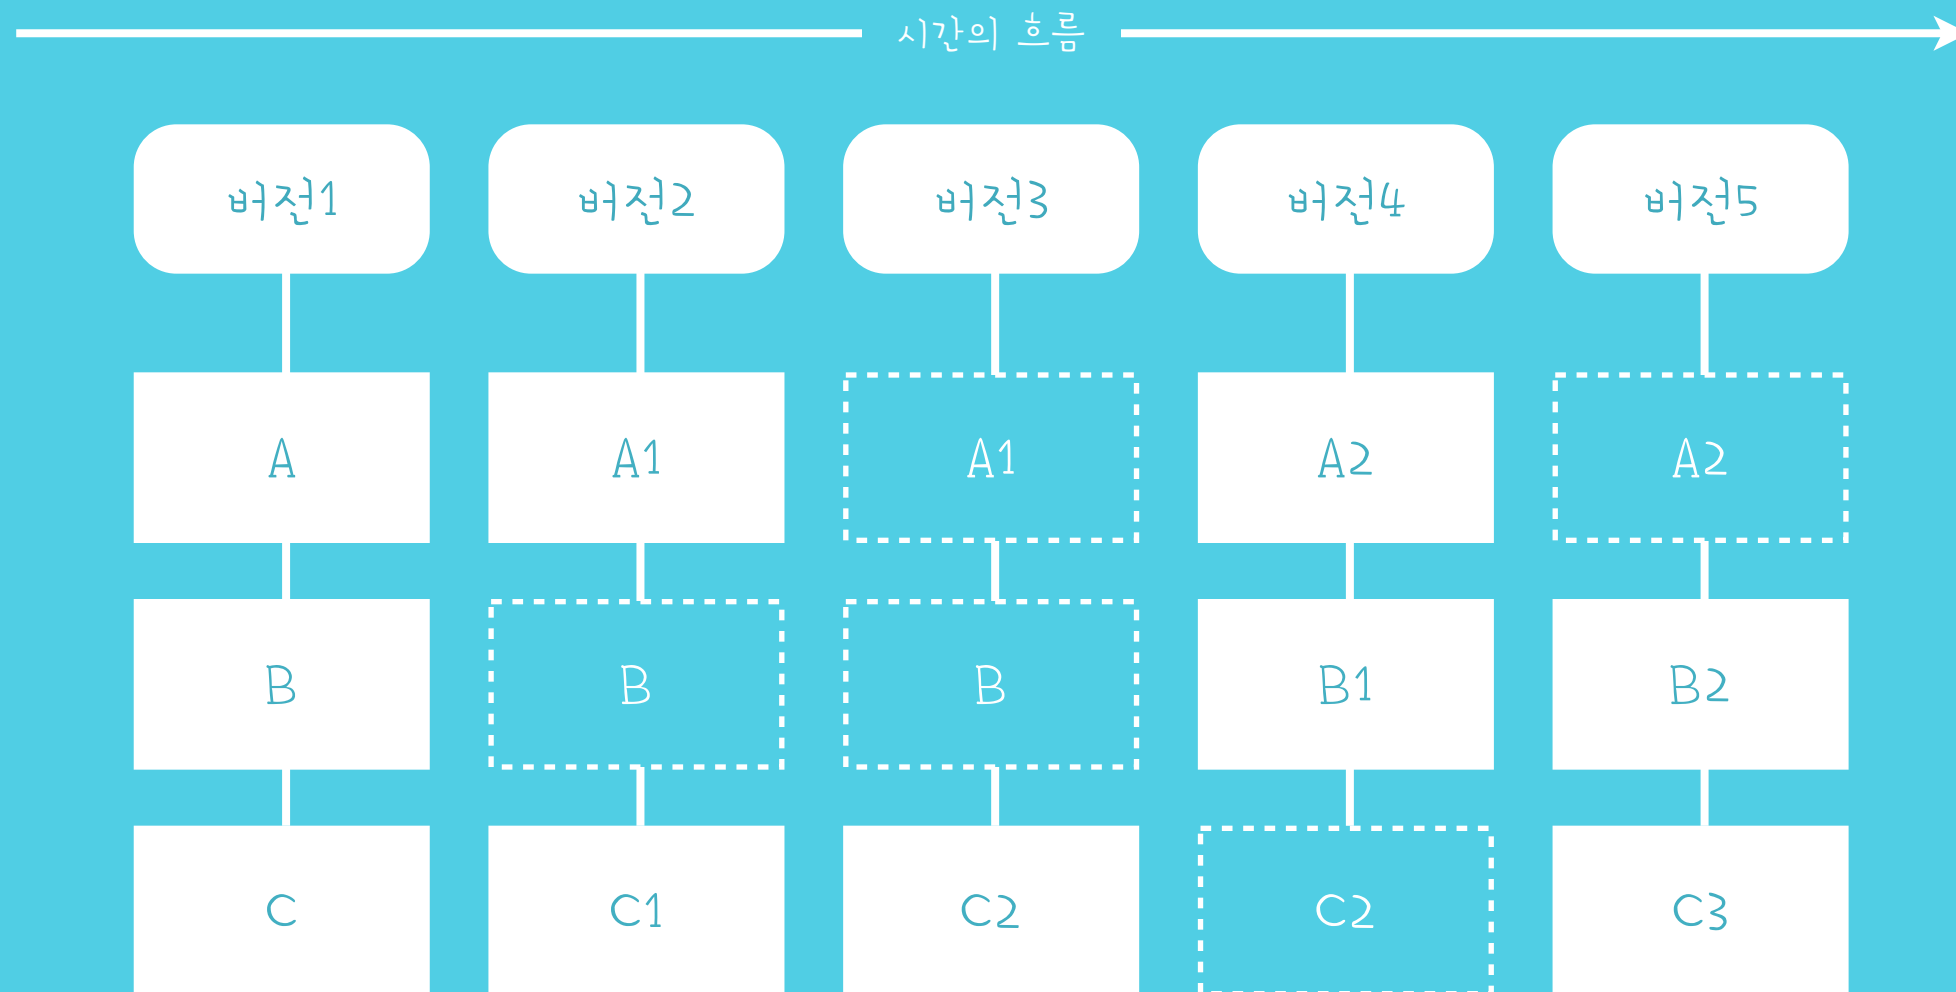 시간의 흐름
버전1 버전2 버전3 버전4 버전5
A A1 A1 A2 A2
B B B B1 B2
C C1 C2 C2 C3